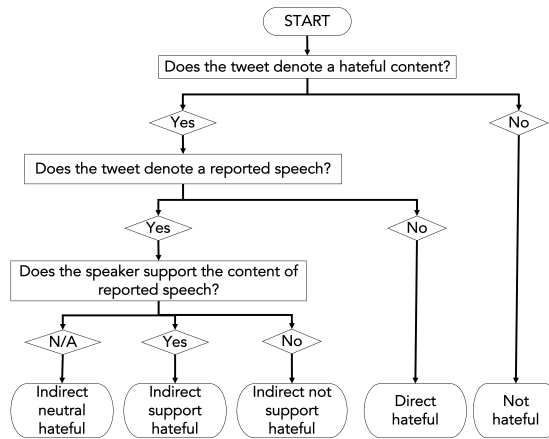 START
Does the tweet denote a hateful content?
Yes
No
Does the tweet denote a reported speech?
Yes
No
Does the speaker support the content of
reported speech?
N/A
Yes
No
Indirect
neutral
hateful
Indirect
support
hateful
Indirect not
support
hateful
Direct
hateful
Not
hateful